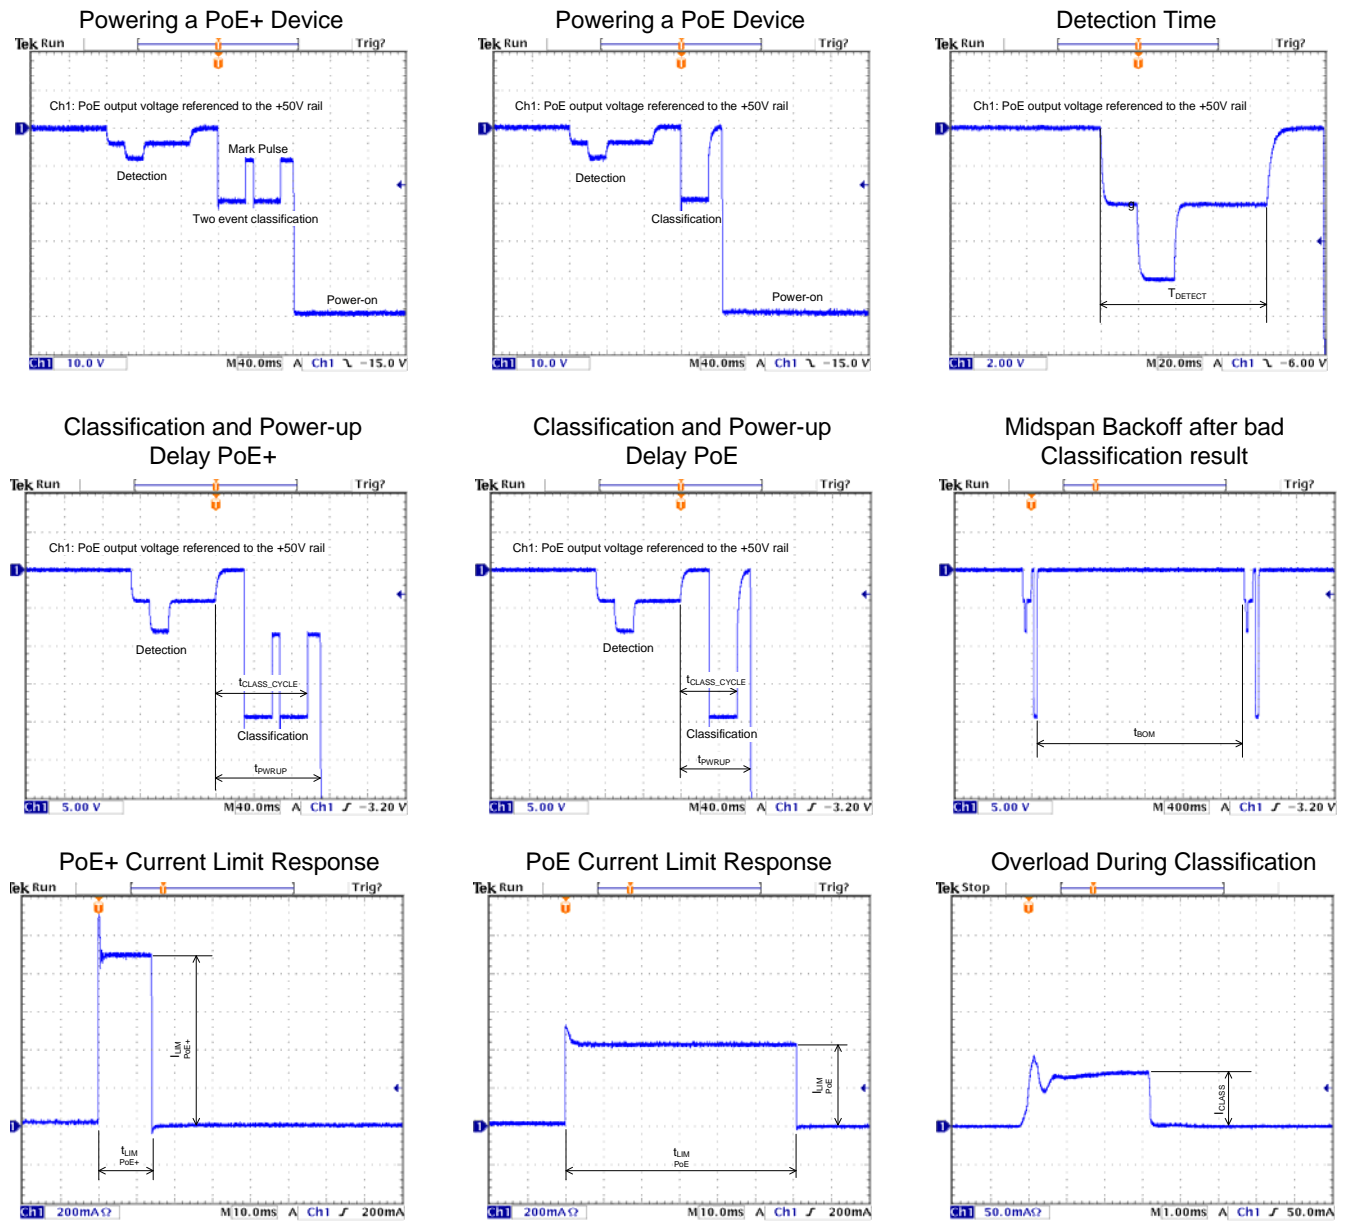 Powering a PoE+ Device
Tek Run
Trig?
Ch1: PoE output voltage referenced to the +50V rail
1
Mark Pulse
Detection
Two event classification
Power-on
Ch1 10.0 V M 40.0ms A Ch1 -15.0 V
Powering a PoE Device
Tek Run
Trig?
Ch1: PoE output voltage referenced to the +50V rail
1
Detection
Classification
Power-on
Ch1 10.0 V M 40.0ms A Ch1 -15.0 V
Detection Time
Tek Run
Trig?
Ch1: PoE output voltage referenced to the +50V rail
1
g
TDETECT
Ch1 2.00 V M 20.0ms A Ch1 -6.00 V
Classification and Power-up
Delay PoE+
Tek Run
Trig?
Ch1: PoE output voltage referenced to the +50V rail
1
Detection
tCLASS_CYCLE
Classification
tPWRUP
Ch1 5.00 V M 40.0ms A Ch1 -3.20 V
Classification and Power-up
Delay PoE
Tek Run
Trig?
Ch1: PoE output voltage referenced to the +50V rail
1
Detection
tCLASS_CYCLE
Classification
tPWRUP
Ch1 5.00 V M 40.0ms A Ch1 -3.20 V
Midspan Backoff after bad
Classification result
Tek Run
Trig?
1
tBOM
Ch1 5.00 V M 400ms A Ch1 -3.20 V
PoE+ Current Limit Response
Tek Run
Trig?
ILIM
PoE+
1
tLIM
PoE+
Ch1 200mAΩ M 10.0ms A Ch1 200mA
PoE Current Limit Response
Tek Run
Trig?
ILIM
PoE
1
tLIM
PoE
Ch1 200mAΩ M 10.0ms A Ch1 200mA
Overload During Classification
Tek Stop
ICLASS
1
Ch1 50.0mAΩ M 1.00ms A Ch1 50.0mA